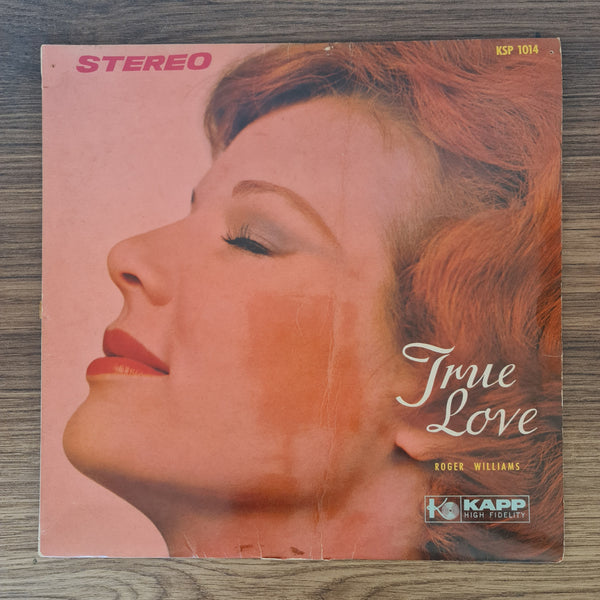 STEREO
KSP 1014
True
Love
ROGER WILLIAMS
K
KAPP
HIGH FIDELITY